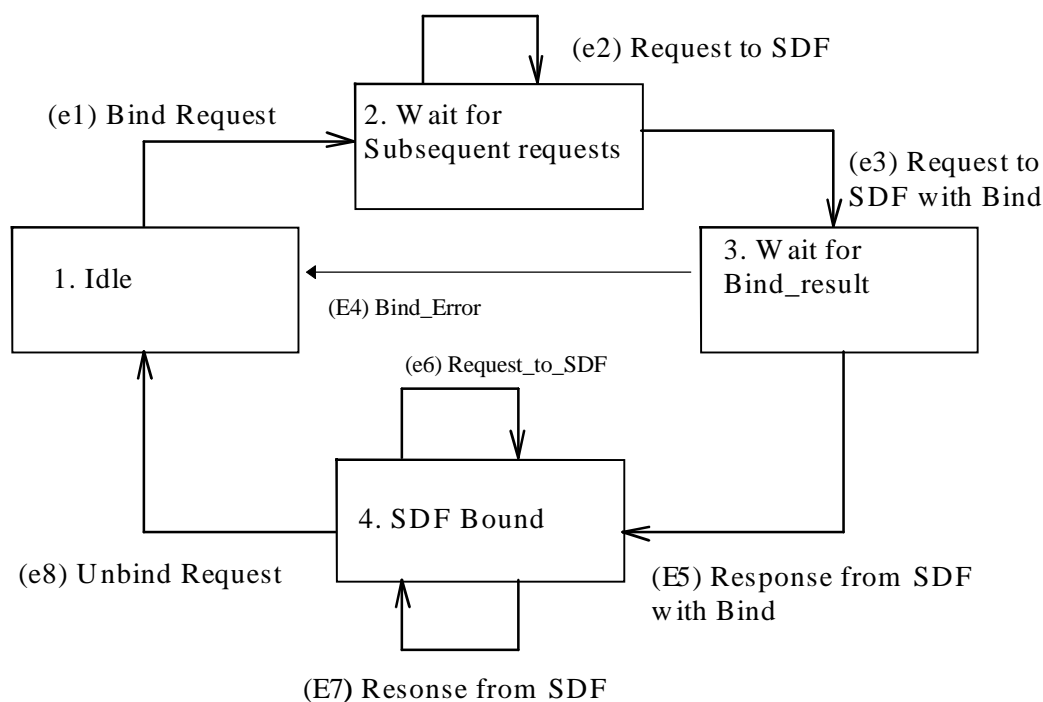 (e2) Request to SDF
(e1) Bind Request
2. Wait for
Subsequent requests
(e3) Request to
SDF with Bind
1. Idle
3. Wait for
Bind_result
(E4) Bind_Error
(e6) Request_to_SDF
4. SDF Bound
(e8) Unbind Request
(E5) Response from SDF
with Bind
(E7) Resonse from SDF